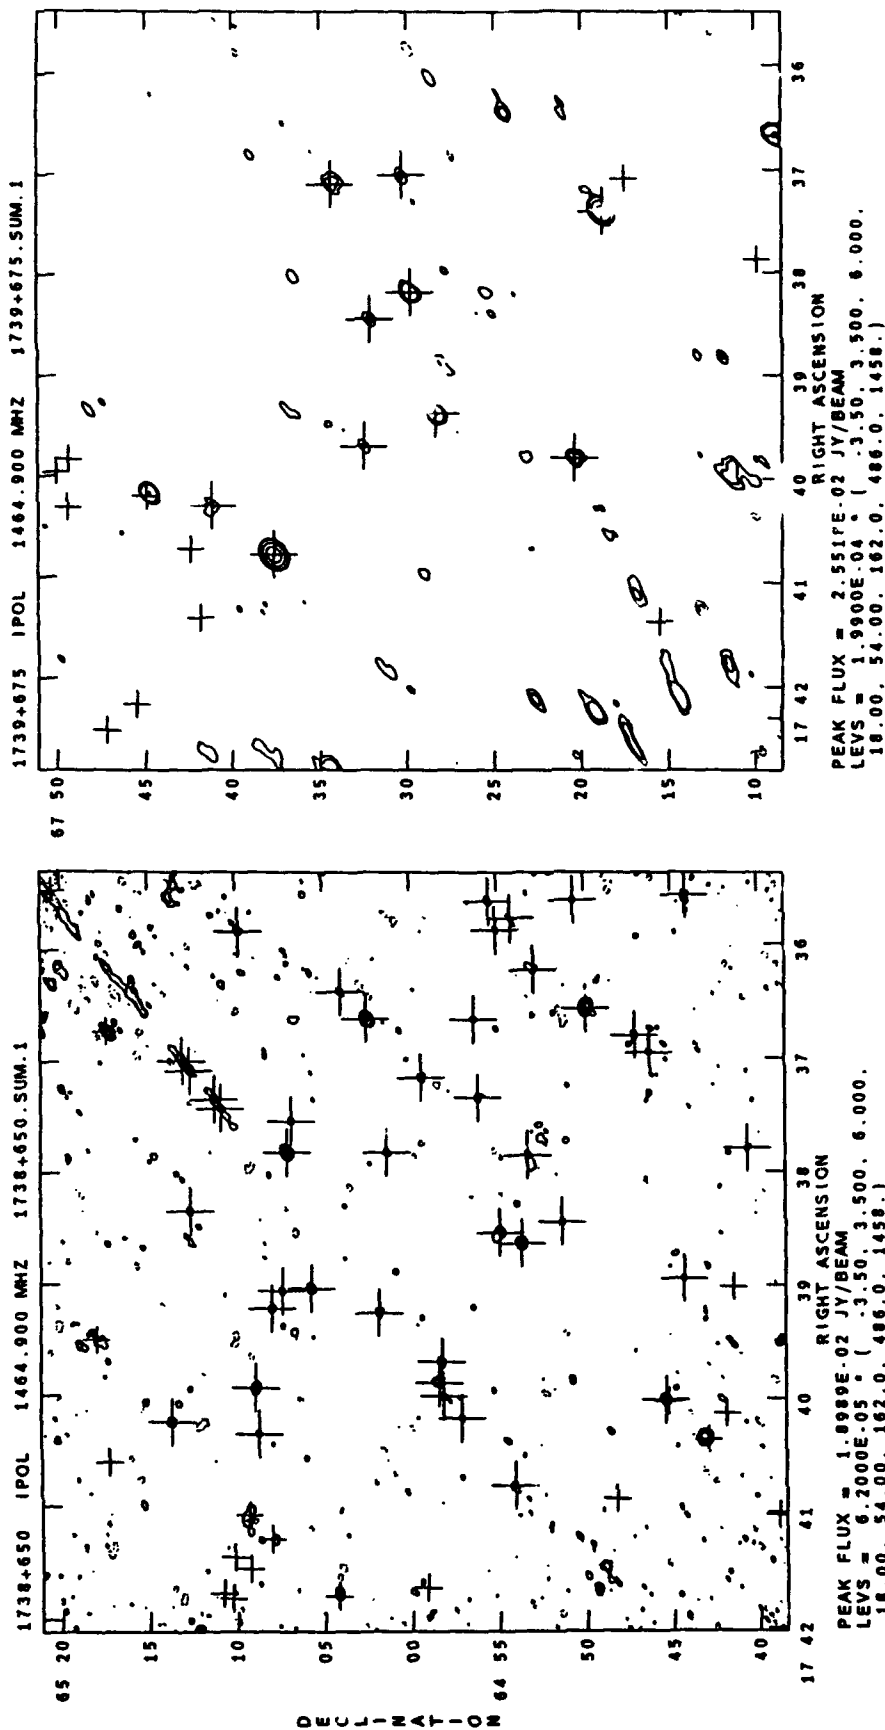 1738+650 IPOL 1464.900 MHZ 1738+650.SUM.1
65 20
15
10
05
00
64 55
50
45
40
DECLINATION
17 42
41
40
39
38
37
36
RIGHT ASCENSION
PEAK FLUX = 1.8989E-02 JY/BEAM
LEVS = 6.2000E-05 * ( -3.50, 3.500, 6.000,
18.00, 54.00, 162.0, 486.0, 1458.)
1739+675 IPOL 1464.900 MHZ 1739+675.SUM.1
67 50
45
40
35
30
25
20
15
10
17 42
41
40
39
38
37
36
RIGHT ASCENSION
PEAK FLUX = JY/BEAM
LEVS = 1.9900E-04 * ( -3.50, 3.500, 6.000,
18.00, 54.00, 162.0, 486.0, 1458.)